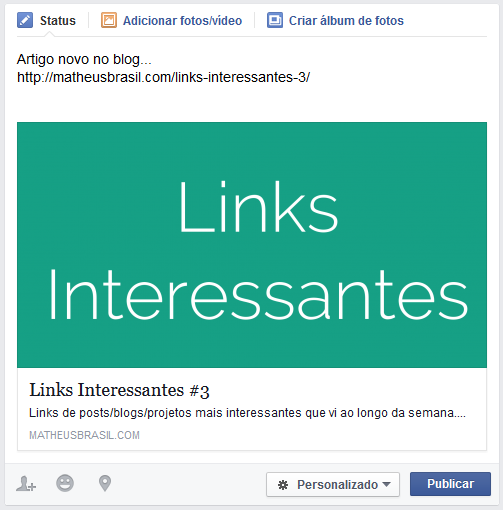 Status Adicionar fotos/vídeo Criar álbum de fotos
Artigo novo no blog...
http://matheusbrasil.com/links-interessantes-3/
Links
Interessantes
Links Interessantes #3
Links de posts/blogs/projetos mais interessantes que vi ao longo da semana....
MATHEUSBRASIL.COM
Personalizado Publicar